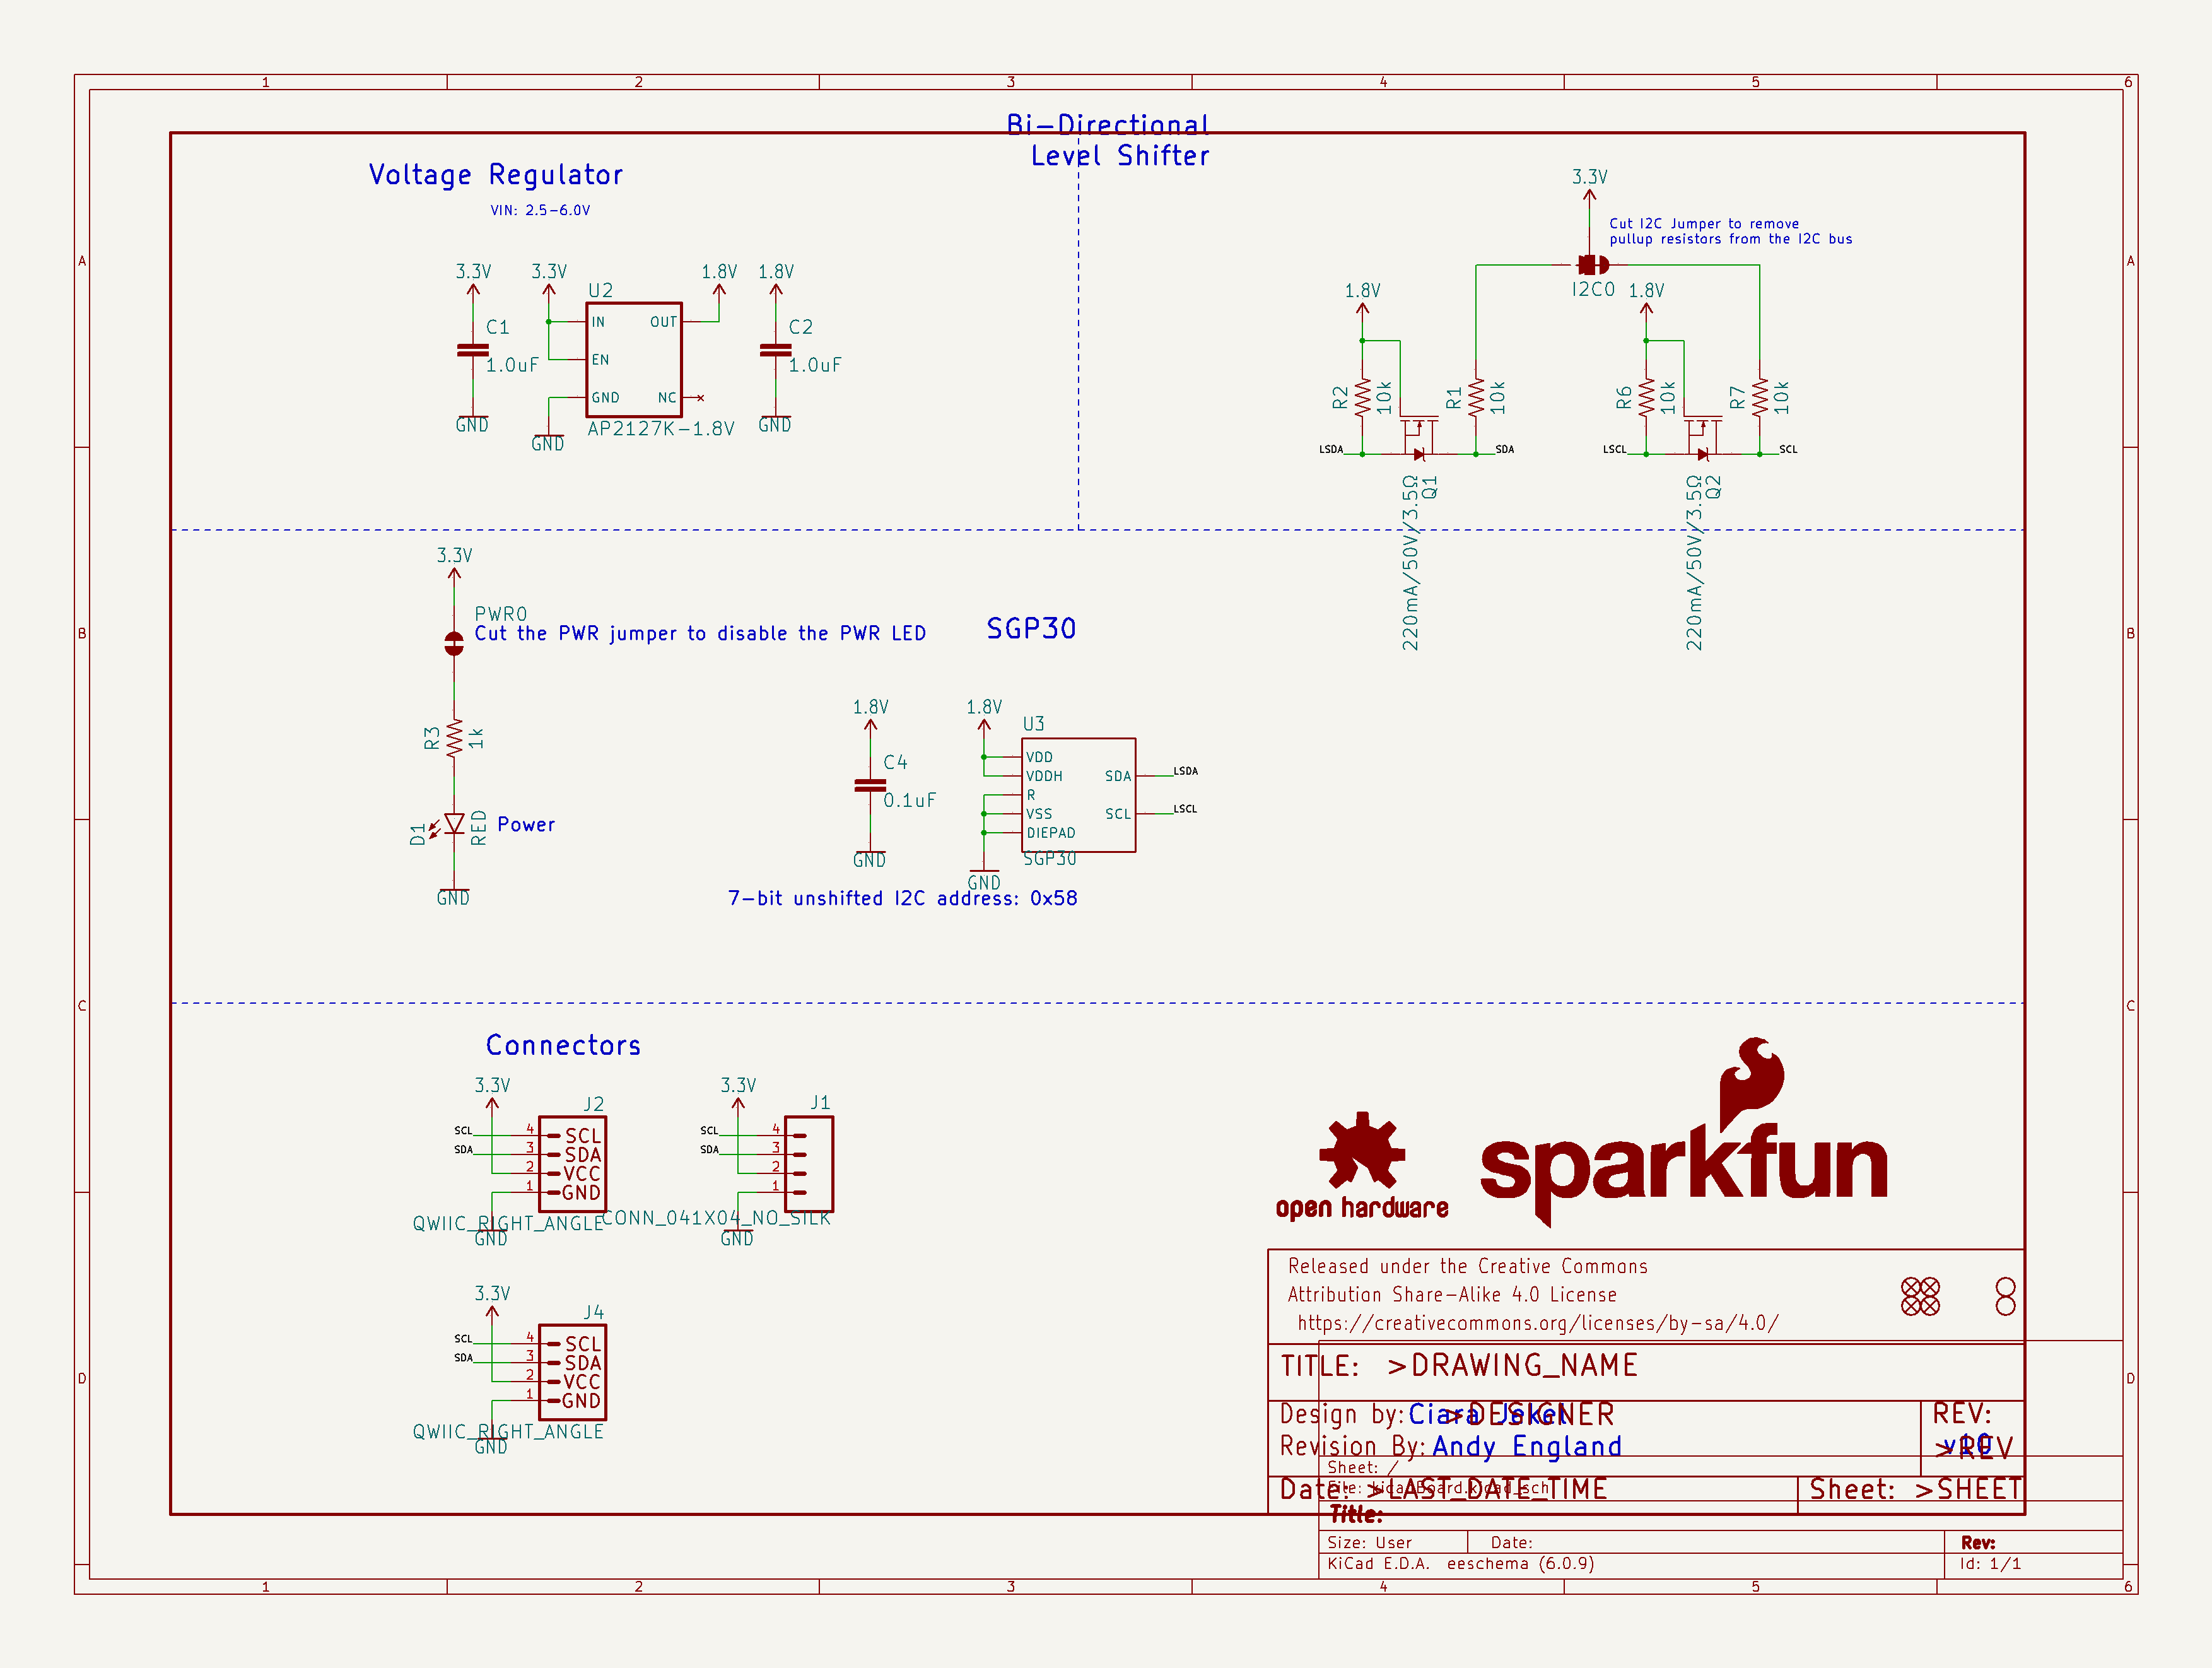 1 2 3 4 5 6
Bi-Directional
Level Shifter
Voltage Regulator
VIN: 2.5-6.0V
3.3V
Cut I2C Jumper to remove
pullup resistors from the I2C bus
I2C0
A
A
3.3V
3.3V
1.8V
1.8V
U2
C1
1.0uF
IN
EN
GND
OUT
NC
C2
1.0uF
GND
GND
AP2127K-1.8V
GND
1.8V
R2
10k
R1
10k
LSDA
SDA
Q1
220mA/50V/3.5Ω
1.8V
R6
10k
R7
10k
LSCL
SCL
Q2
220mA/50V/3.5Ω
B
B
3.3V
PWR0
Cut the PWR jumper to disable the PWR LED
R3
1k
D1
RED
Power
GND
SGP30
1.8V
C4
0.1uF
GND
1.8V
U3
VDD
VDDH
R
VSS
DIEPAD
SDA
SCL
LSDA
LSCL
SGP30
GND
7-bit unshifted I2C address: 0x58
C
C
Connectors
3.3V
J2
SCL
SDA
4
3
2
1
SCL
SDA
VCC
GND
QWIIC_RIGHT_ANGLE
GND
3.3V
J1
SCL
SDA
4
3
2
1
CONN_041X04_NO_SILK
GND
3.3V
J4
SCL
SDA
4
3
2
1
SCL
SDA
VCC
GND
QWIIC_RIGHT_ANGLE
GND
open hardware
sparkfun
D
D
Released under the Creative Commons
Attribution Share-Alike 4.0 License
https://creativecommons.org/licenses/by-sa/4.0/
TITLE: >DRAWING_NAME
Design by: Ciara Jekel
>DESIGNER
REV:
Revision By: Andy England
v10
>REV
Sheet: /
File: kicadBoard.kicad_sch
Date: >LAST_DATE_TIME
Sheet: >SHEET
Title:
Size: User
Date:
Rev:
KiCad E.D.A. eeschema (6.0.9)
Id: 1/1
1 2 3 4 5 6